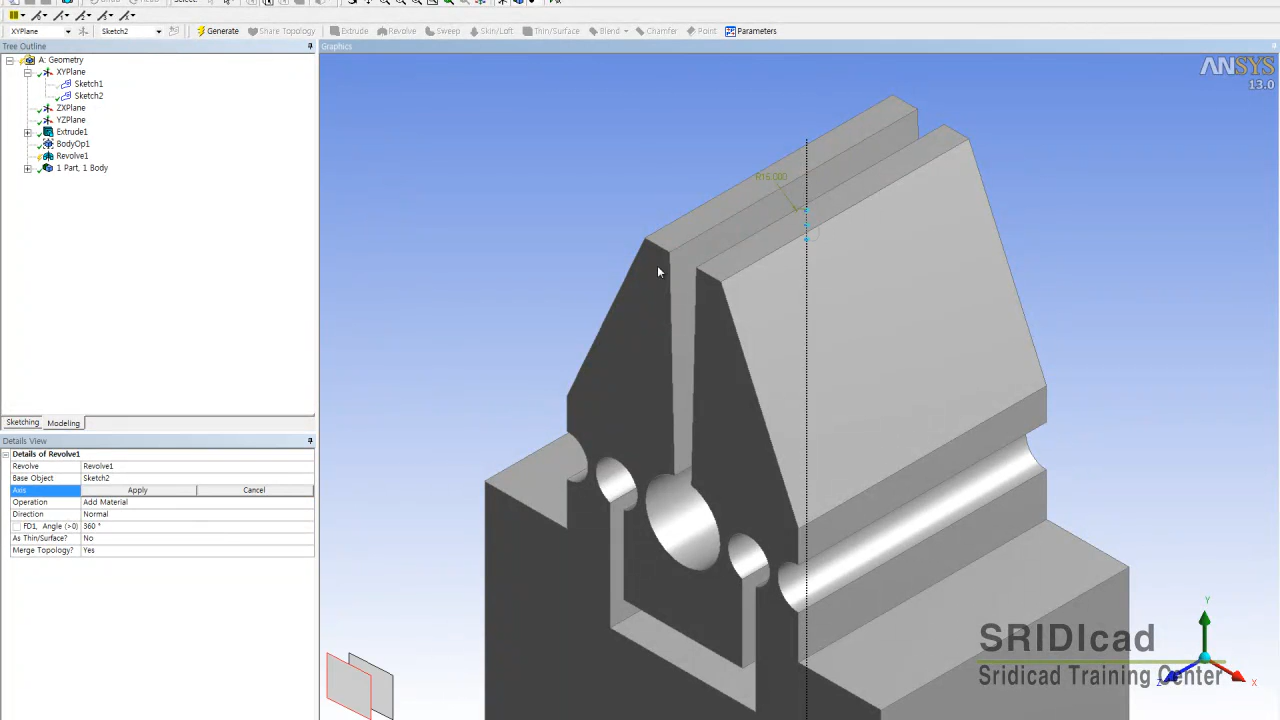 Select:
XYPlane Sketch2 Generate Share Topology Extrude Revolve Sweep Skin/Loft Thin/Surface Blend Chamfer Point Parameters
Tree Outline
Graphics
A: Geometry
XYPlane
Sketch1
Sketch2
ZXPlane
YZPlane
Extrude1
BodyOp1
Revolve1
1 Part, 1 Body
Sketching Modeling
Details View
Details of Revolve1
Revolve Revolve1
Base Object Sketch2
Axis Apply Cancel
Operation Add Material
Direction Normal
FD1, Angle (>0) 360 °
As Thin/Surface? No
Merge Topology? Yes
ANSYS
13.0
R15.000
Y
X
Z
SRIDIcad
Sridicad Training Center